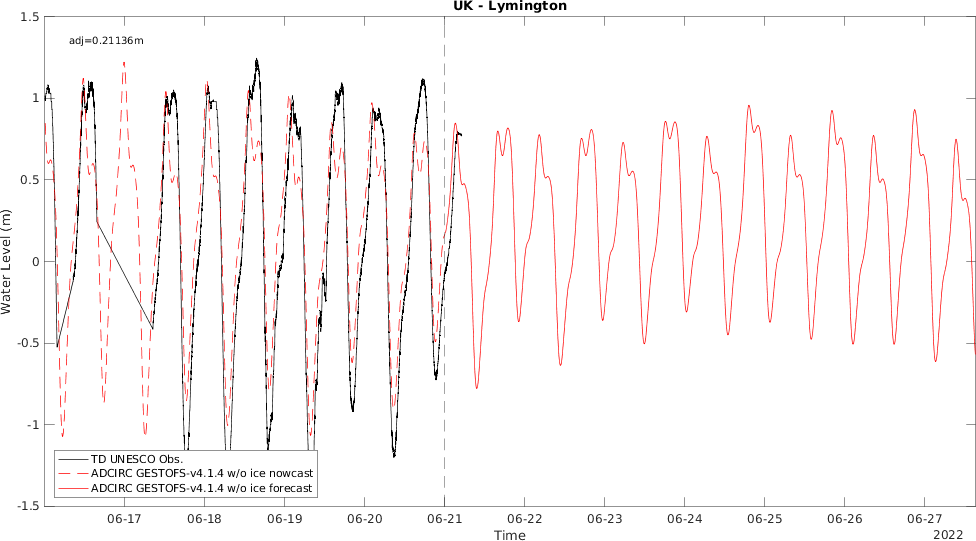 UK - Lymington
adj=0.21136m
Water Level (m)
1.5
1
0.5
0
-0.5
-1
-1.5
TD UNESCO Obs.
ADCIRC GESTOFS-v4.1.4 w/o ice nowcast
ADCIRC GESTOFS-v4.1.4 w/o ice forecast
06-17 06-18 06-19 06-20 06-21 06-22 06-23 06-24 06-25 06-26 06-27
Time
2022